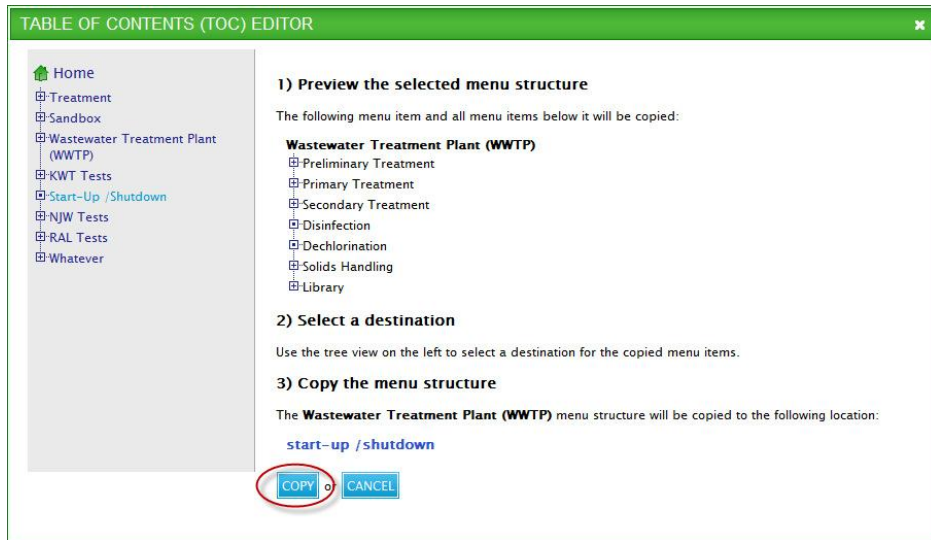 TABLE OF CONTENTS (TOC) EDITOR
Home
Treatment
Sandbox
Wastewater Treatment Plant
(WWTP)
KWT Tests
Start-Up /Shutdown
NJW Tests
RAL Tests
Whatever
1) Preview the selected menu structure
The following menu item and all menu items below it will be copied:
Wastewater Treatment Plant (WWTP)
Preliminary Treatment
Primary Treatment
Secondary Treatment
Disinfection
Dechlorination
Solids Handling
Library
2) Select a destination
Use the tree view on the left to select a destination for the copied menu items.
3) Copy the menu structure
The Wastewater Treatment Plant (WWTP) menu structure will be copied to the following location:
start-up /shutdown
COPY or CANCEL